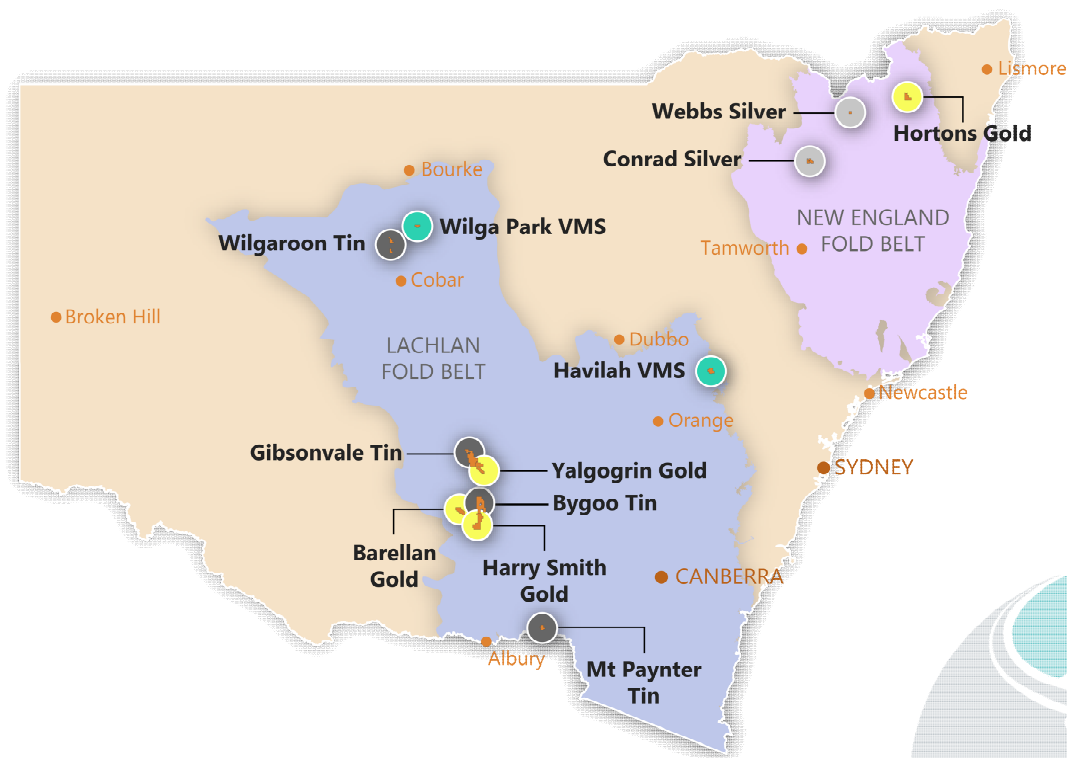 Lismore
Webbs Silver
Hortons Gold
Conrad Silver
Bourke
NEW ENGLAND
FOLD BELT
Wilga Park VMS
Wilgaroon Tin
Tamworth
Cobar
Broken Hill
Dubbo
LACHLAN
FOLD BELT
Havilah VMS
Newcastle
Orange
Gibsonvale Tin
SYDNEY
Yalgogrin Gold
Bygoo Tin
Barellan
Gold
Harry Smith
Gold
CANBERRA
Albury
Mt Paynter
Tin